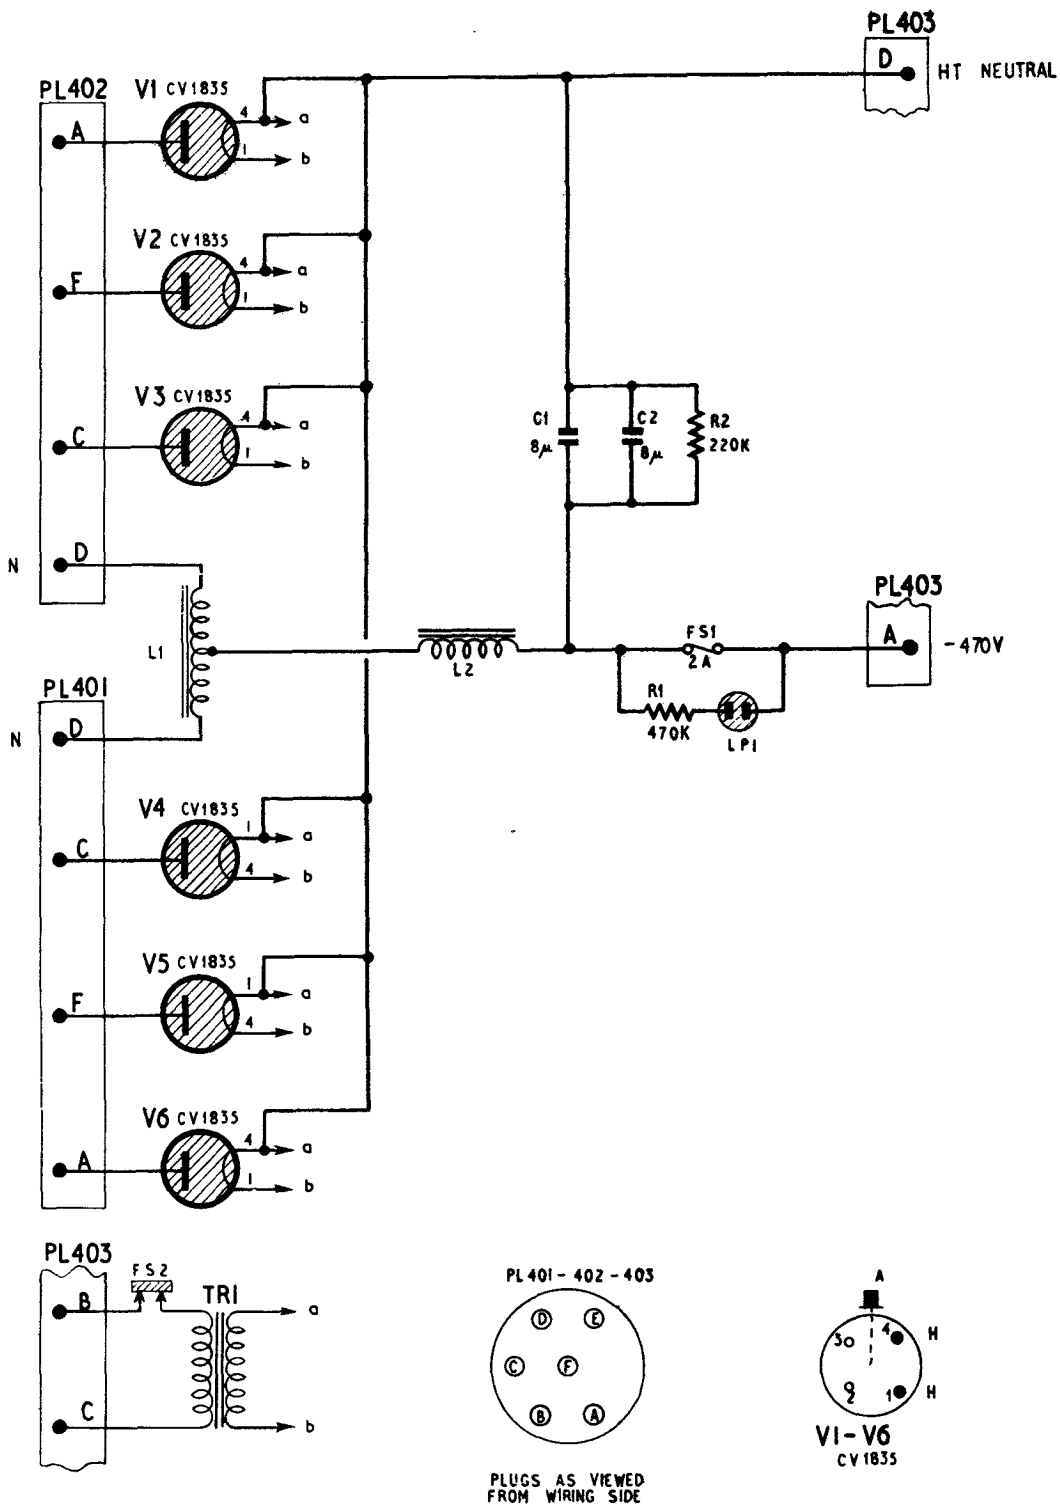 PL403
D HT NEUTRAL
PL402
V1 CV1835
A
4 a
1 b
V2 CV1835
F
4 a
1 b
V3 CV1835
C
4 a
1 b
C1
8μ
C2
8μ
R2
220K
N D
L1
L2
FS1
2A
R1
470K
LP1
PL403
A -470V
PL401
N D
V4 CV1835
C
1 a
4 b
V5 CV1835
F
1 a
4 b
V6 CV1835
A
4 a
1 b
PL403
FS2
B
TR1
a
C
b
PL401-402-403
D E
C F
B A
PLUGS AS VIEWED
FROM WIRING SIDE
A
3 4 H
2 1 H
V1-V6
CV1835